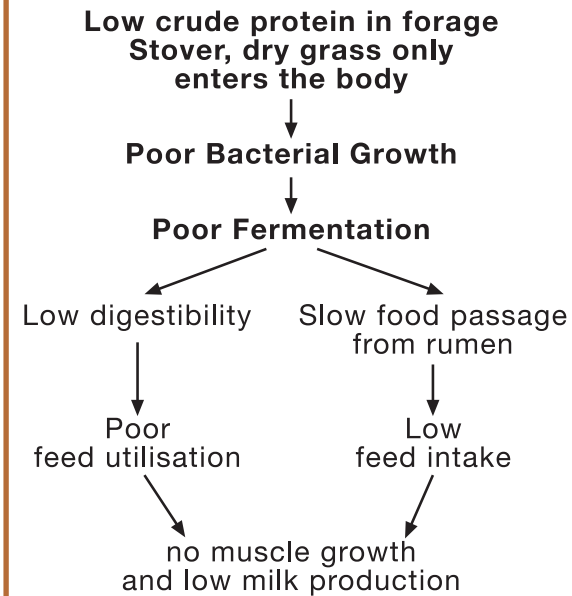 Low crude protein in forage
Stover, dry grass only
enters the body
Poor Bacterial Growth
Poor Fermentation
Low digestibility
Slow food passage
from rumen
Poor
feed utilisation
Low
feed intake
no muscle growth
and low milk production